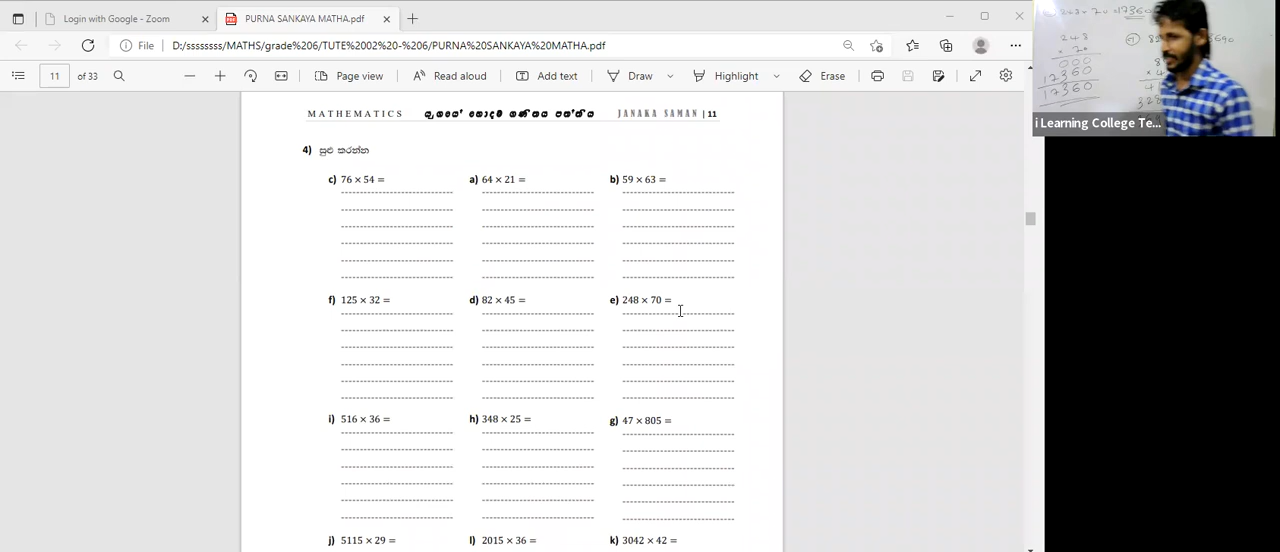 Login with Google - Zoom
PURNA SANKAYA MATHA.pdf
File
D:/ssssssss/MATHS/grade%206/TUTE%2002%20-%206/PURNA%20SANKAYA%20MATHA.pdf
11 of 33
Page view
Read aloud
Add text
Draw
Highlight
Erase
MATHEMATICS JANAKA SAMAN | 11
4) සුළු කරන්න
c) 76 × 54 = a) 64 × 21 = b) 59 × 63 =
f) 125 × 32 = d) 82 × 45 = e) 248 × 70 =
i) 516 × 36 = h) 348 × 25 = g) 47 × 805 =
j) 5115 × 29 = l) 2015 × 36 = k) 3042 × 42 =
248
× 70
000
17360
17360
i Learning College Te...